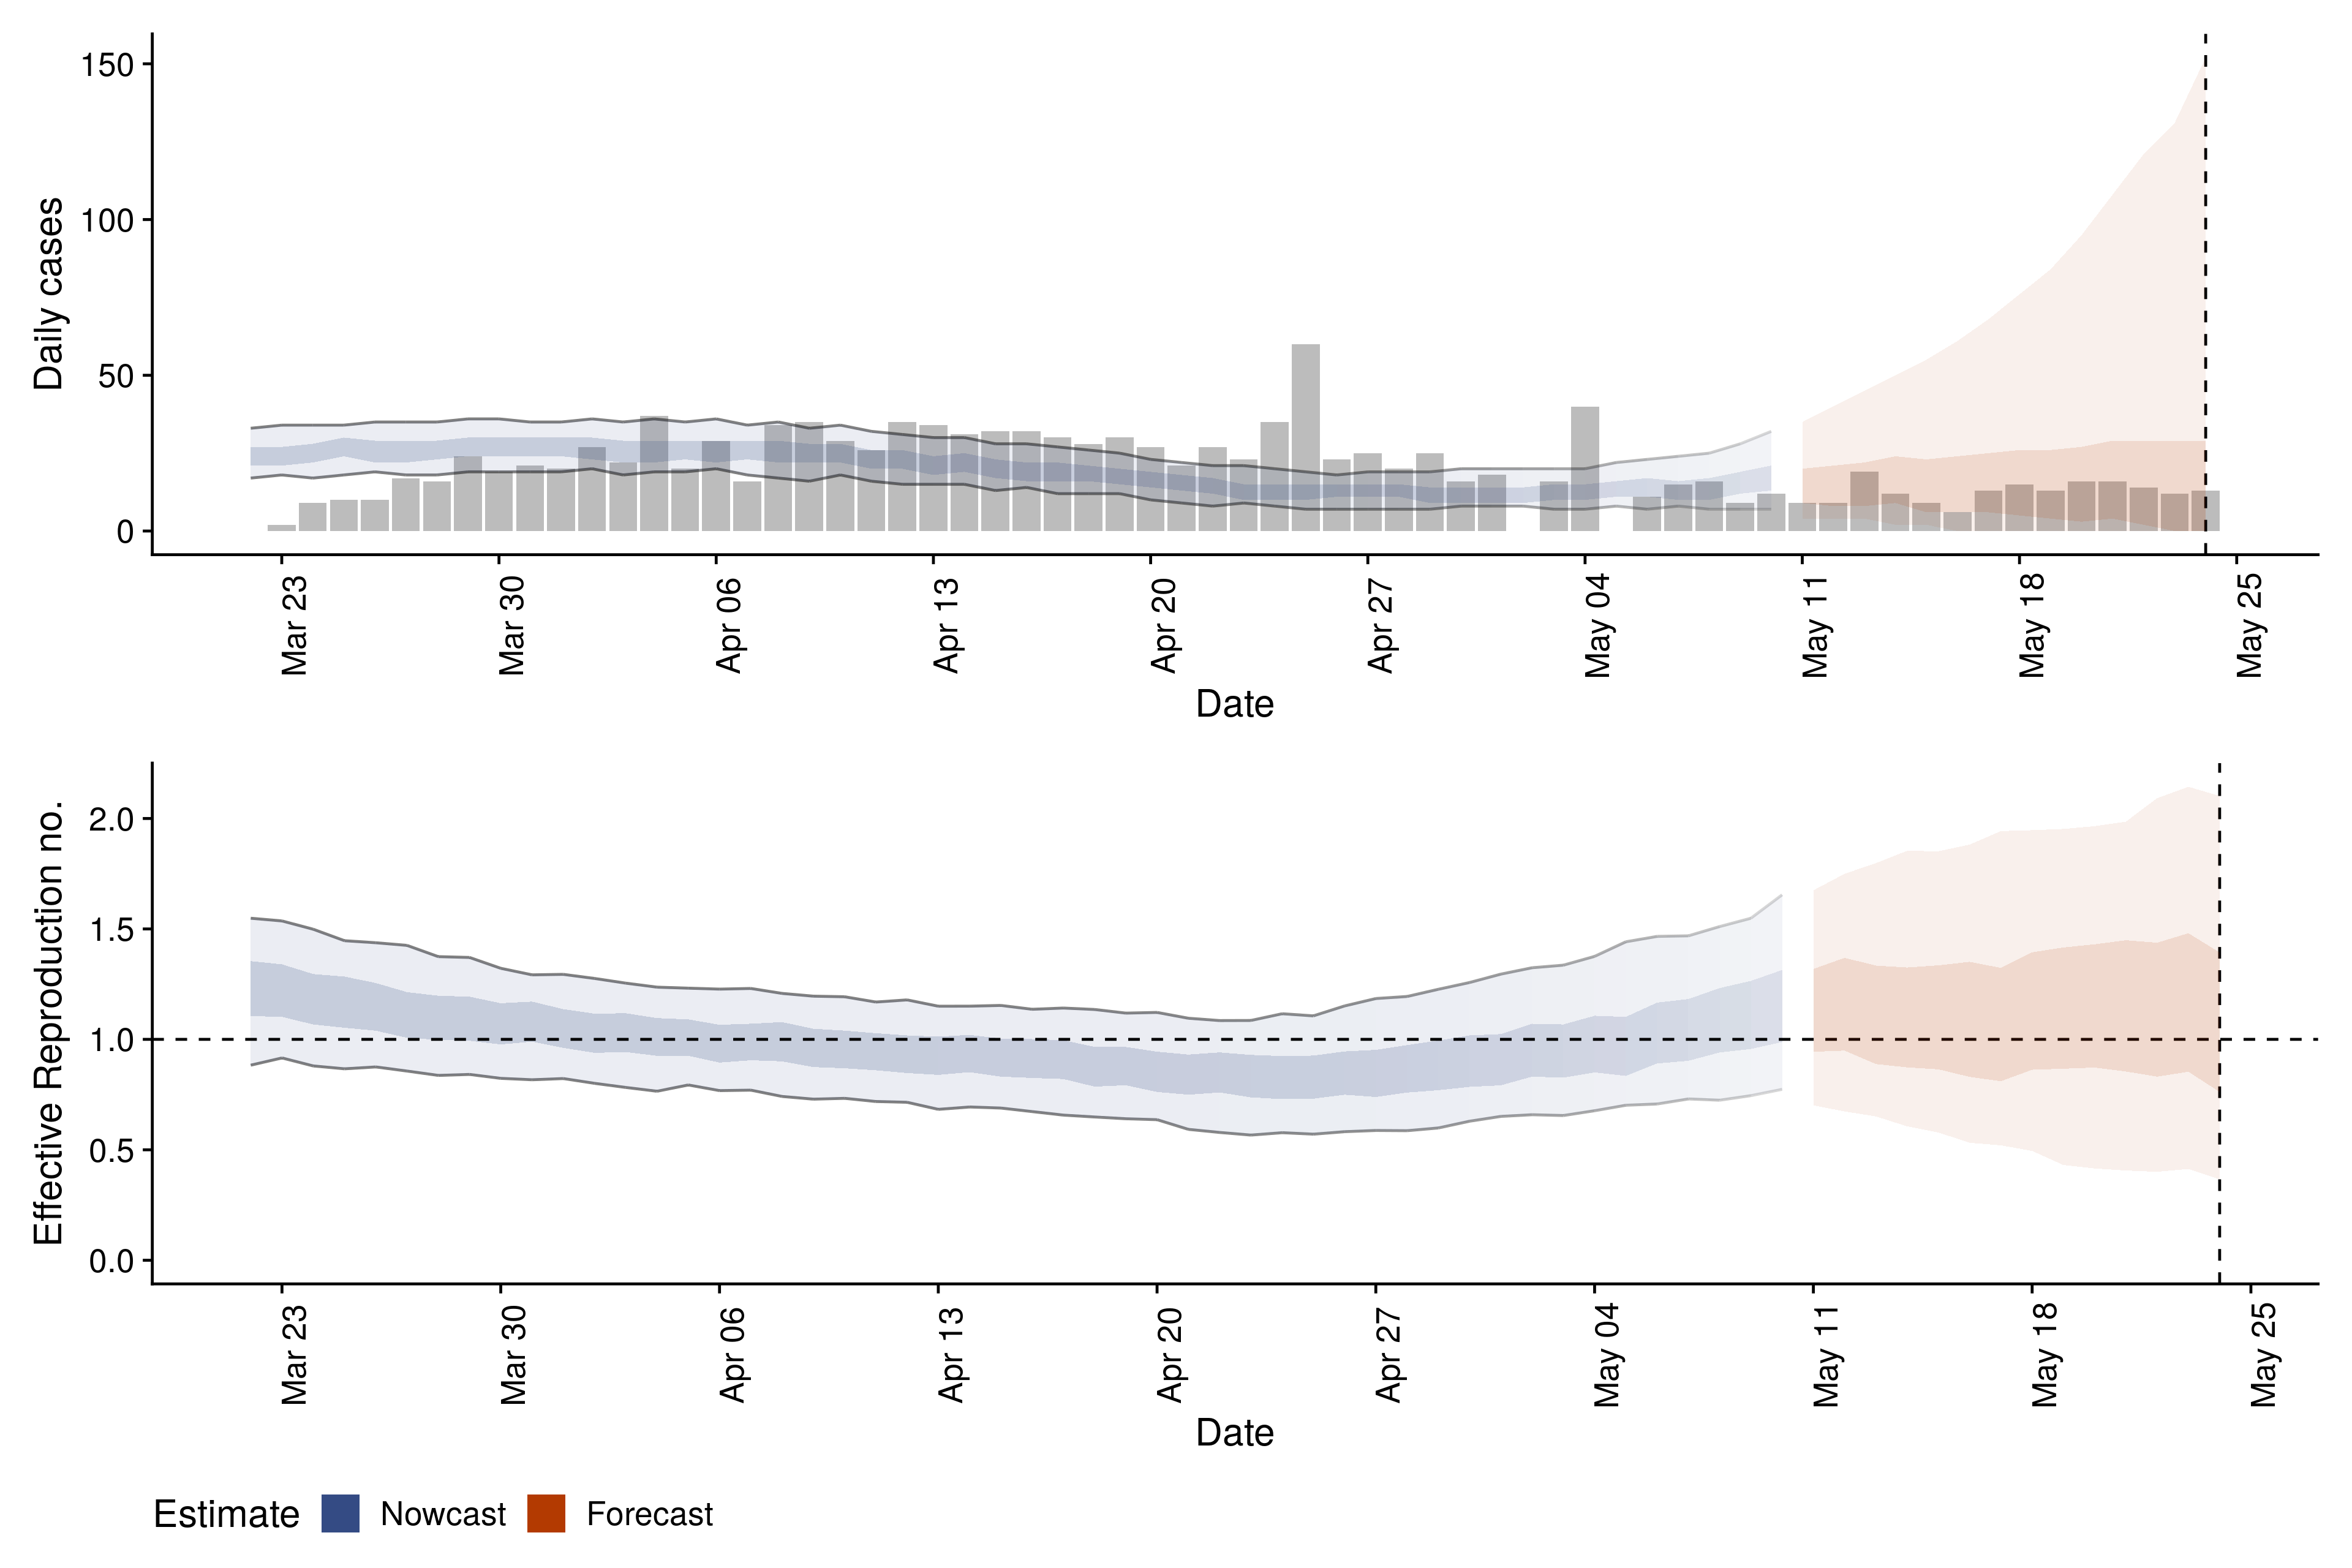 Daily cases
150
100
50
0
Mar 23
Mar 30
Apr 06
Apr 13
Apr 20
Apr 27
May 04
May 11
May 18
May 25
Date
Effective Reproduction no.
2.0
1.5
1.0
0.5
0.0
Mar 23
Mar 30
Apr 06
Apr 13
Apr 20
Apr 27
May 04
May 11
May 18
May 25
Date
Estimate Nowcast Forecast